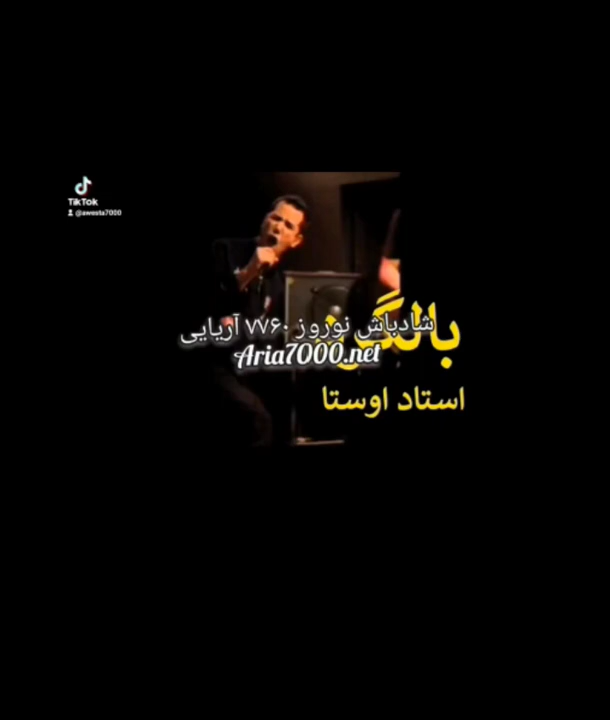 TikTok
@awesta7000
شادباش نوروز ۷۷۶۰ آریایی
Aria7000.net
استاد اوستا